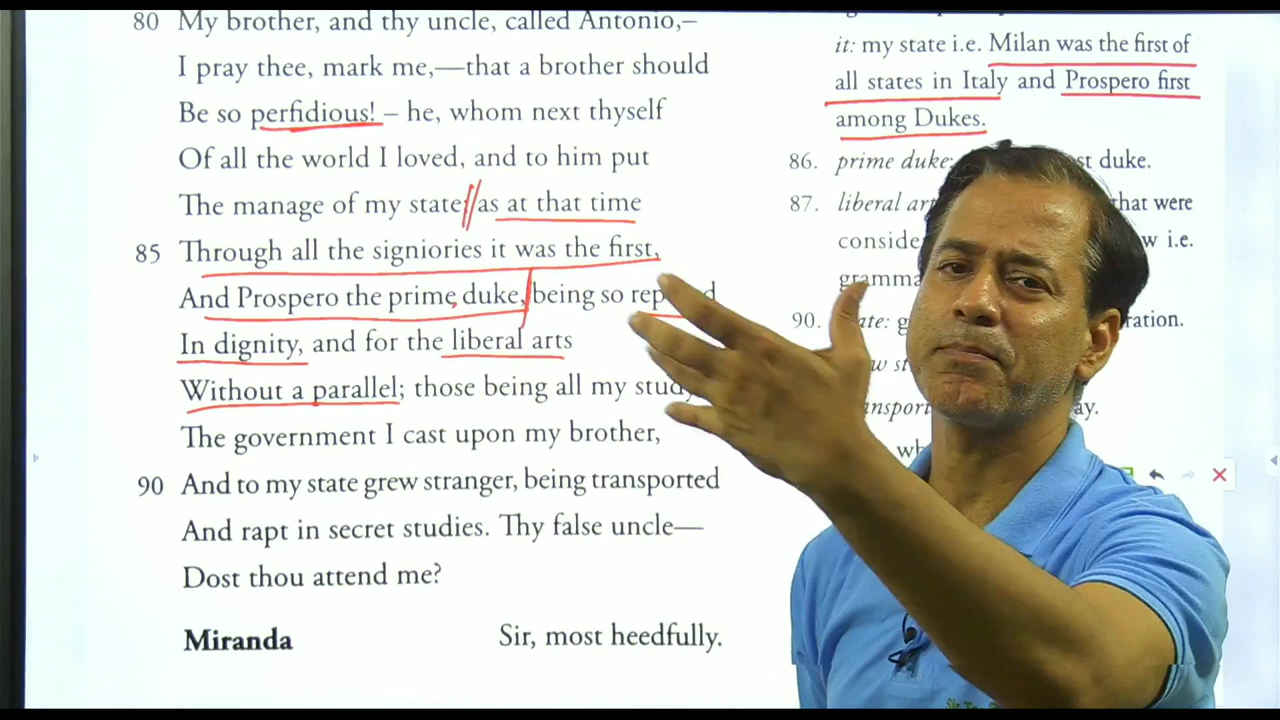 80 My brother, and thy uncle, called Antonio,–
I pray thee, mark me,—that a brother should
Be so perfidious! – he, whom next thyself
Of all the world I loved, and to him put
The manage of my state; as at that time
85 Through all the signiories it was the first,
And Prospero the prime duke, being so
In dignity, and for the liberal arts
Without a parallel; those being all my study
The government I cast upon my brother,
90 And to my state grew stranger, being transported
And rapt in secret studies. Thy false uncle—
Dost thou attend me?
Miranda Sir, most heedfully.
it: my state i.e. Milan was the first of
all states in Italy and Prospero first
among Dukes.
86. prime duke: duke.
87. liberal that were
i.e.
90.